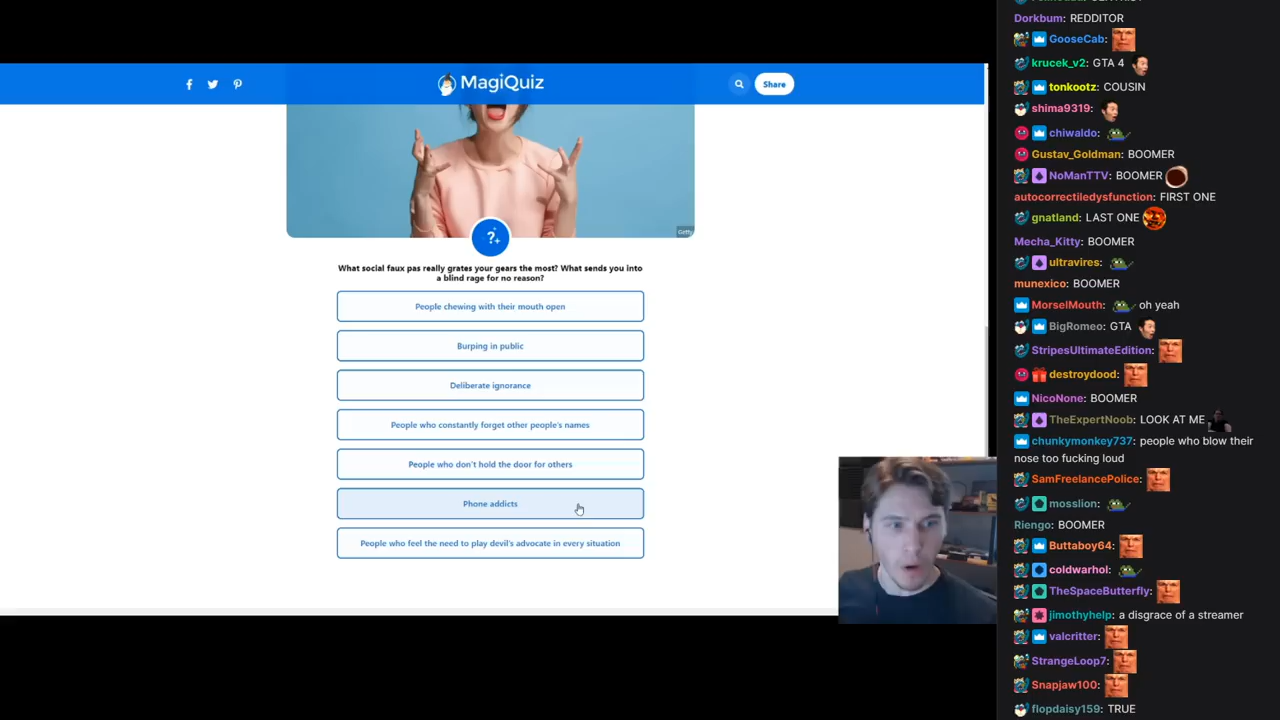 MagiQuiz
Share
Getty
What social faux pas really grates your gears the most? What sends you into
a blind rage for no reason?
People chewing with their mouth open
Burping in public
Deliberate ignorance
People who constantly forget other people's names
People who don't hold the door for others
Phone addicts
People who feel the need to play devil's advocate in every situation
Dorkbum: REDDITOR
GooseCab:
krucek_v2: GTA 4
tonkootz: COUSIN
shima9319:
chiwaldo:
Gustav_Goldman: BOOMER
NoManTTV: BOOMER
autocorrectiledysfunction: FIRST ONE
gnatland: LAST ONE
Mecha_Kitty: BOOMER
ultravires:
munexico: BOOMER
MorselMouth: oh yeah
BigRomeo: GTA
StripesUltimateEdition:
destroydood:
NicoNone: BOOMER
TheExpertNoob: LOOK AT ME
chunkymonkey737: people who blow their
nose too fucking loud
SamFreelancePolice:
mosslion:
Riengo: BOOMER
Buttaboy64:
coldwarhol:
TheSpaceButterfly:
jimothyhelp: a disgrace of a streamer
valcritter:
StrangeLoop7:
Snapjaw100:
flopdaisy159: TRUE